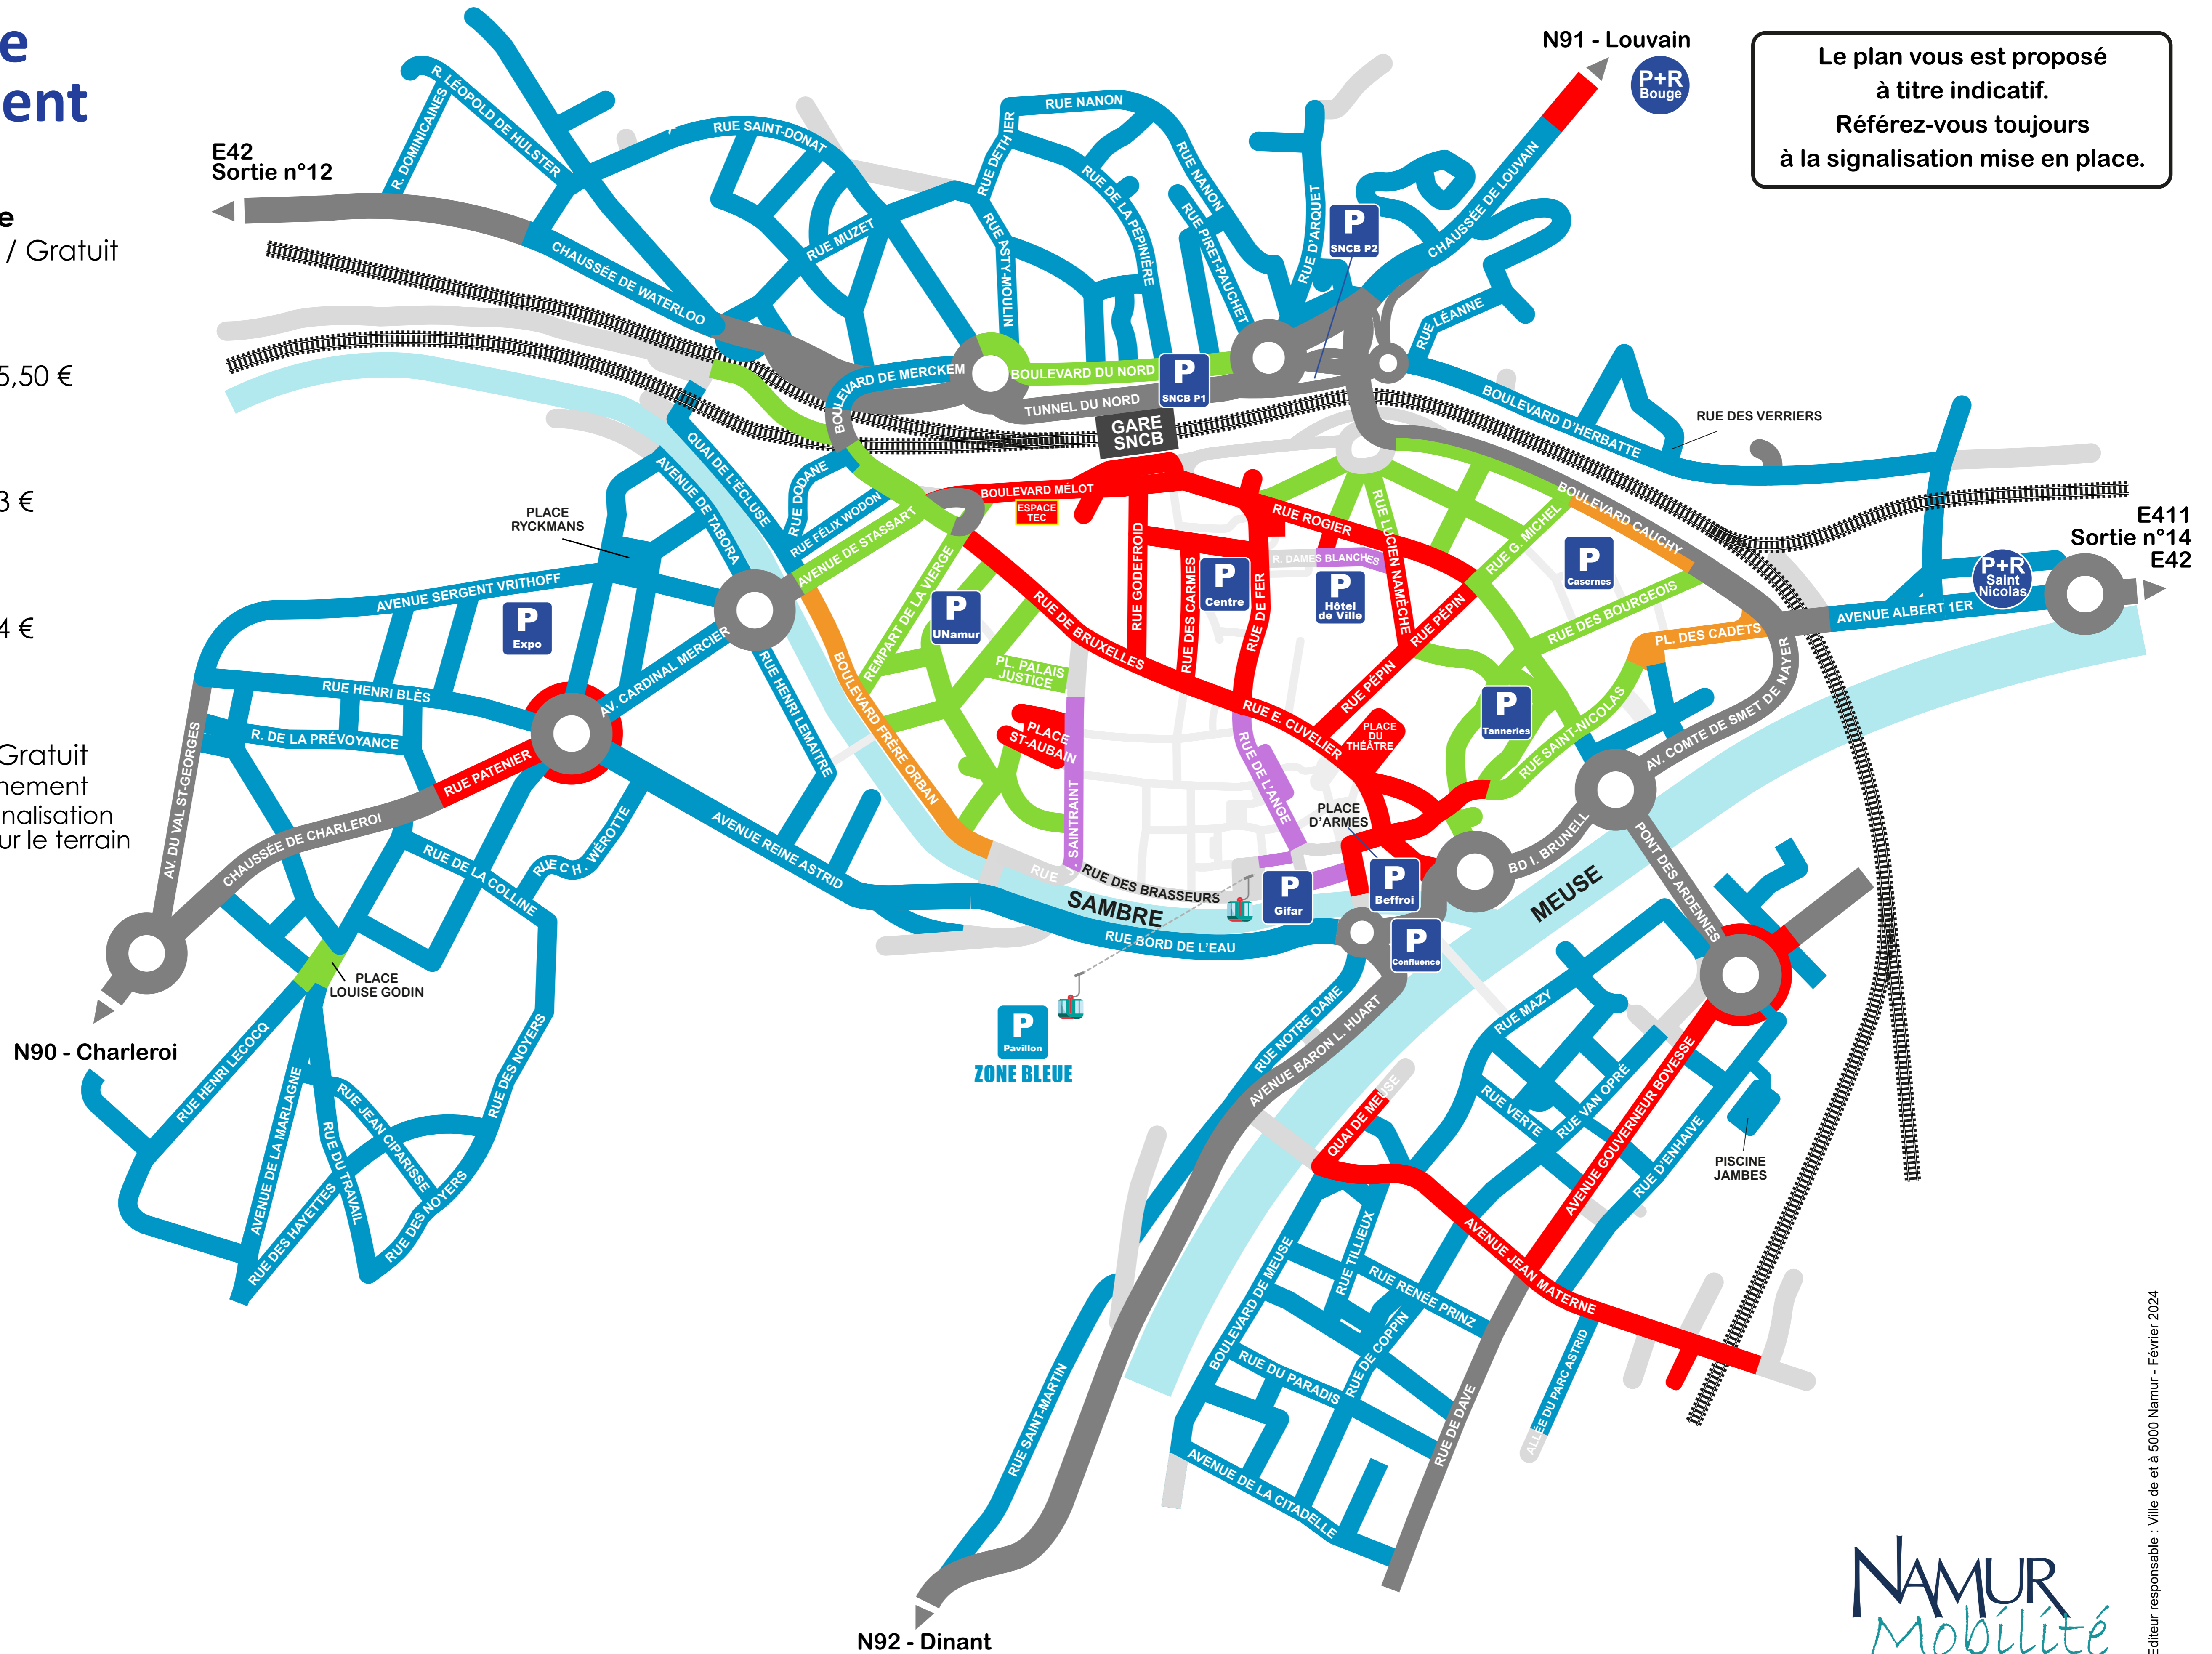 e
ent
e
/ Gratuit
5,50 €
3 €
4 €
Gratuit
nement
nalisation
ur le terrain
Le plan vous est proposé
à titre indicatif.
Référez-vous toujours
à la signalisation mise en place.
N91 - Louvain
P+R
Bouge
E42
Sortie n°12
R. DOMINICAINES
R. LÉOPOLD DE HULSTER
RUE SAINT-DONAT
RUE NANON
RUE DETHIER
RUE NANON
RUE DE LA PÉPINIÈRE
RUE PIRET-PAUCHET
RUE D'ARQUET
P
SNCB P2
CHAUSSÉE DE LOUVAIN
RUE MUZET
RUE ASTY-MOULIN
CHAUSSÉE DE WATERLOO
RUE LÉANNE
BOULEVARD DE MERCKEM
BOULEVARD DU NORD
P
SNCB P1
TUNNEL DU NORD
GARE
SNCB
BOULEVARD D'HERBATTE
RUE DES VERRIERS
QUAI DE L'ÉCLUSE
AVENUE DE TABORA
RUE DODANE
RUE FÉLIX WODON
AVENUE DE STASSART
BOULEVARD MÉLOT
ESPACE
TEC
RUE ROGIER
RUE LUCIEN NAMÈCHE
RUE G. MICHEL
BOULEVARD CAUCHY
PLACE
RYCKMANS
E411
Sortie n°14
E42
P+R
Saint
Nicolas
AVENUE ALBERT 1ER
R. DAMES BLANCHES
P
Casernes
P
Centre
P
Hôtel
de Ville
RUE GODEFROID
RUE DES CARMES
RUE DE FER
RUE PÉPIN
RUE PÉPIN
RUE DES BOURGEOIS
PL. DES CADETS
AVENUE SERGENT VRITHOFF
P
Expo
P
UNamur
REMPART DE LA VIERGE
RUE DE BRUXELLES
PL. PALAIS
JUSTICE
AV. CARDINAL MERCIER
RUE HENRI LEMAITRE
BOULEVARD FRÈRE ORBAN
RUE HENRI BLÈS
R. DE LA PRÉVOYANCE
AV. DU VAL ST-GEORGES
RUE PATENIER
CHAUSSÉE DE CHARLEROI
PLACE
ST-AUBAIN
RUE E. CUVELIER
PLACE
DU
THÉÂTRE
P
Tanneries
RUE SAINT-NICOLAS
AV. COMTE DE SMET DE NAYER
RUE DE L'ANGE
PLACE
D'ARMES
RUE J. SAINTRAINT
RUE DES BRASSEURS
BD I. BRUNELL
PONT DES ARDENNES
MEUSE
SAMBRE
P
Gifar
P
Beffroi
P
Confluence
RUE BORD DE L'EAU
AVENUE REINE ASTRID
RUE CH. WÉROTTE
RUE DE LA COLLINE
PLACE
LOUISE GODIN
N90 - Charleroi
RUE HENRI LECOCQ
AVENUE DE LA MARLAGNE
RUE DU TRAVAIL
RUE JEAN CIPARISSE
RUE DES NOYERS
RUE DES NOYERS
RUE DES HAYETTES
P
Pavillon
ZONE BLEUE
RUE NOTRE DAME
AVENUE BARON L. HUART
RUE MAZY
RUE VERTE
RUE VAN OPRÉ
AVENUE GOUVERNEUR BOVESSE
RUE D'ENHAIVE
PISCINE
JAMBES
QUAI DE MEUSE
AVENUE JEAN MATERNE
BOULEVARD DE MEUSE
RUE TILLIEUX
RUE RENÉE PRINZ
RUE DE COPPIN
RUE DU PARADIS
AVENUE DE LA CITADELLE
RUE DE DAVE
ALLÉE DU PARC ASTRID
RUE SAINT-MARTIN
N92 - Dinant
NAMUR
Mobilité
Editeur responsable : Ville de et à 5000 Namur - Février 2024